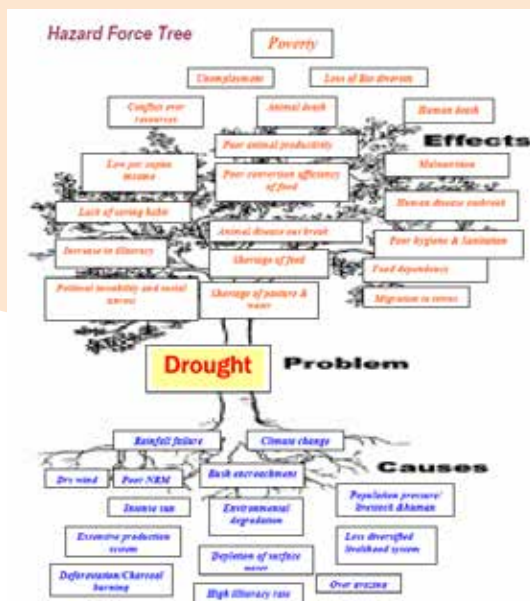 Hazard Force Tree
Poverty
Unemployment
Loss of Bio diversity
Conflict over
resources
Animal death
Human death
Effects
Poor animal productivity
Low per capita
income
Poor conversion efficiency
of feed
Malnutrition
Lack of saving habit
Human disease outbreak
Animal disease out break
Increase in illiteracy
Poor hygiene & Sanitation
Shortage of feed
Food dependency
Political instability and social
unrest
Shortage of pasture &
water
Migration to towns
Drought
Problem
Rainfall failure
Climate change
Causes
Dry wind
Poor NRM
Bush encroachment
Population pressure/
livestock &human
Intense sun
Environmental
degradation
Extensive production
system
Less diversified
livelihood system
Depletion of surface
water
Deforestation/Charcoal
burning
Over grazing
High illiteracy rate